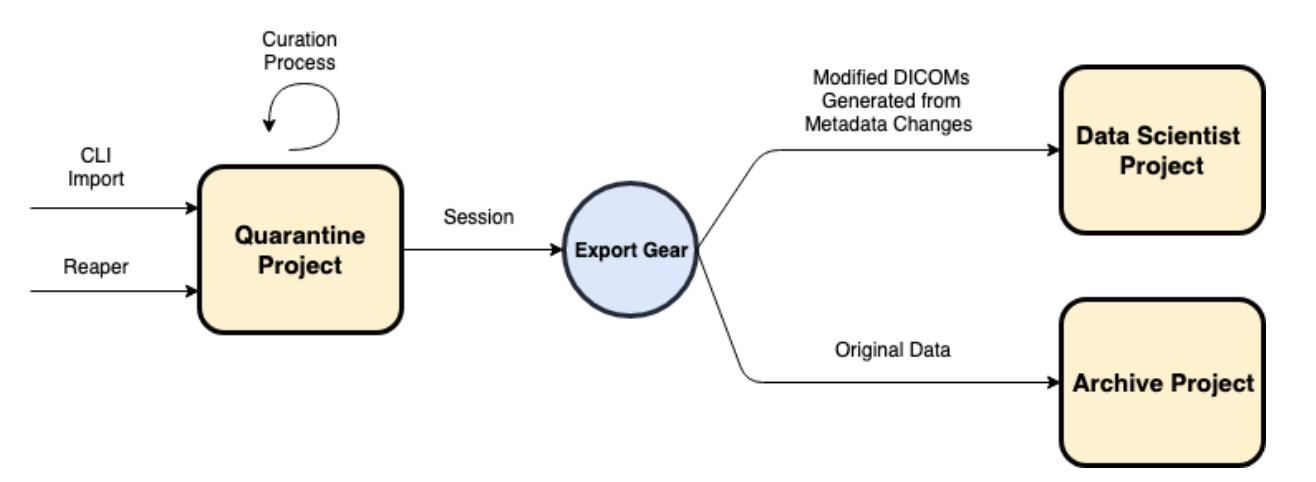 Curation
Process
CLI
Import
Reaper
Quarantine
Project
Session
Export Gear
Modified DICOMs
Generated from
Metadata Changes
Data Scientist
Project
Original Data
Archive Project